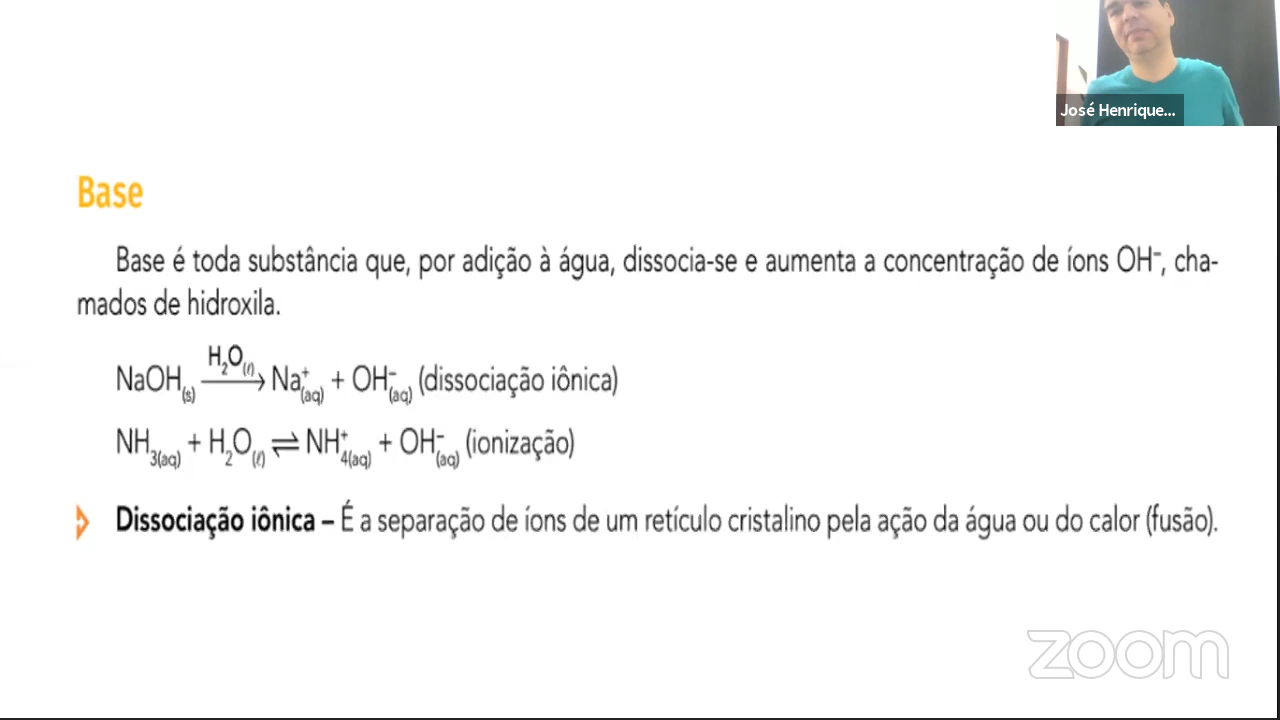 José Henrique...
Base
Base é toda substância que, por adição à água, dissocia-se e aumenta a concentração de íons OH⁻, cha-
mados de hidroxila.
NaOH(s) —H₂O(ℓ)→ Na⁺(aq) + OH⁻(aq) (dissociação iônica)
NH₃(aq) + H₂O(ℓ) ⇌ NH₄⁺(aq) + OH⁻(aq) (ionização)
Dissociação iônica – É a separação de íons de um retículo cristalino pela ação da água ou do calor (fusão).
zoom